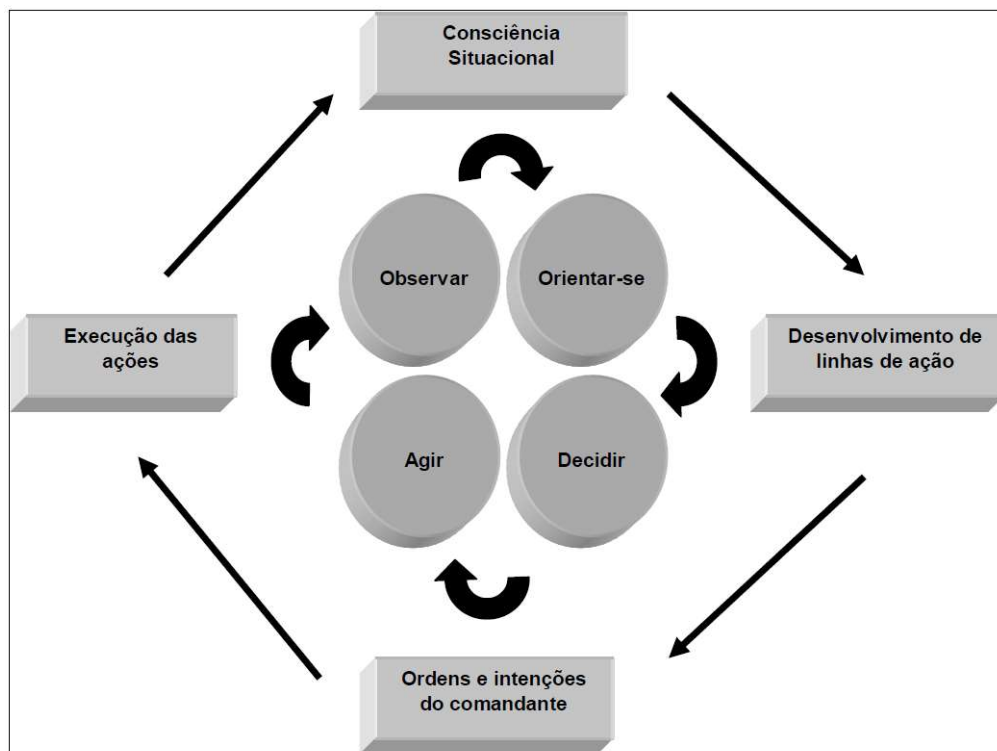 Consciência
Situacional
Observar
Orientar-se
Execução das
ações
Desenvolvimento de
linhas de ação
Agir
Decidir
Ordens e intenções
do comandante